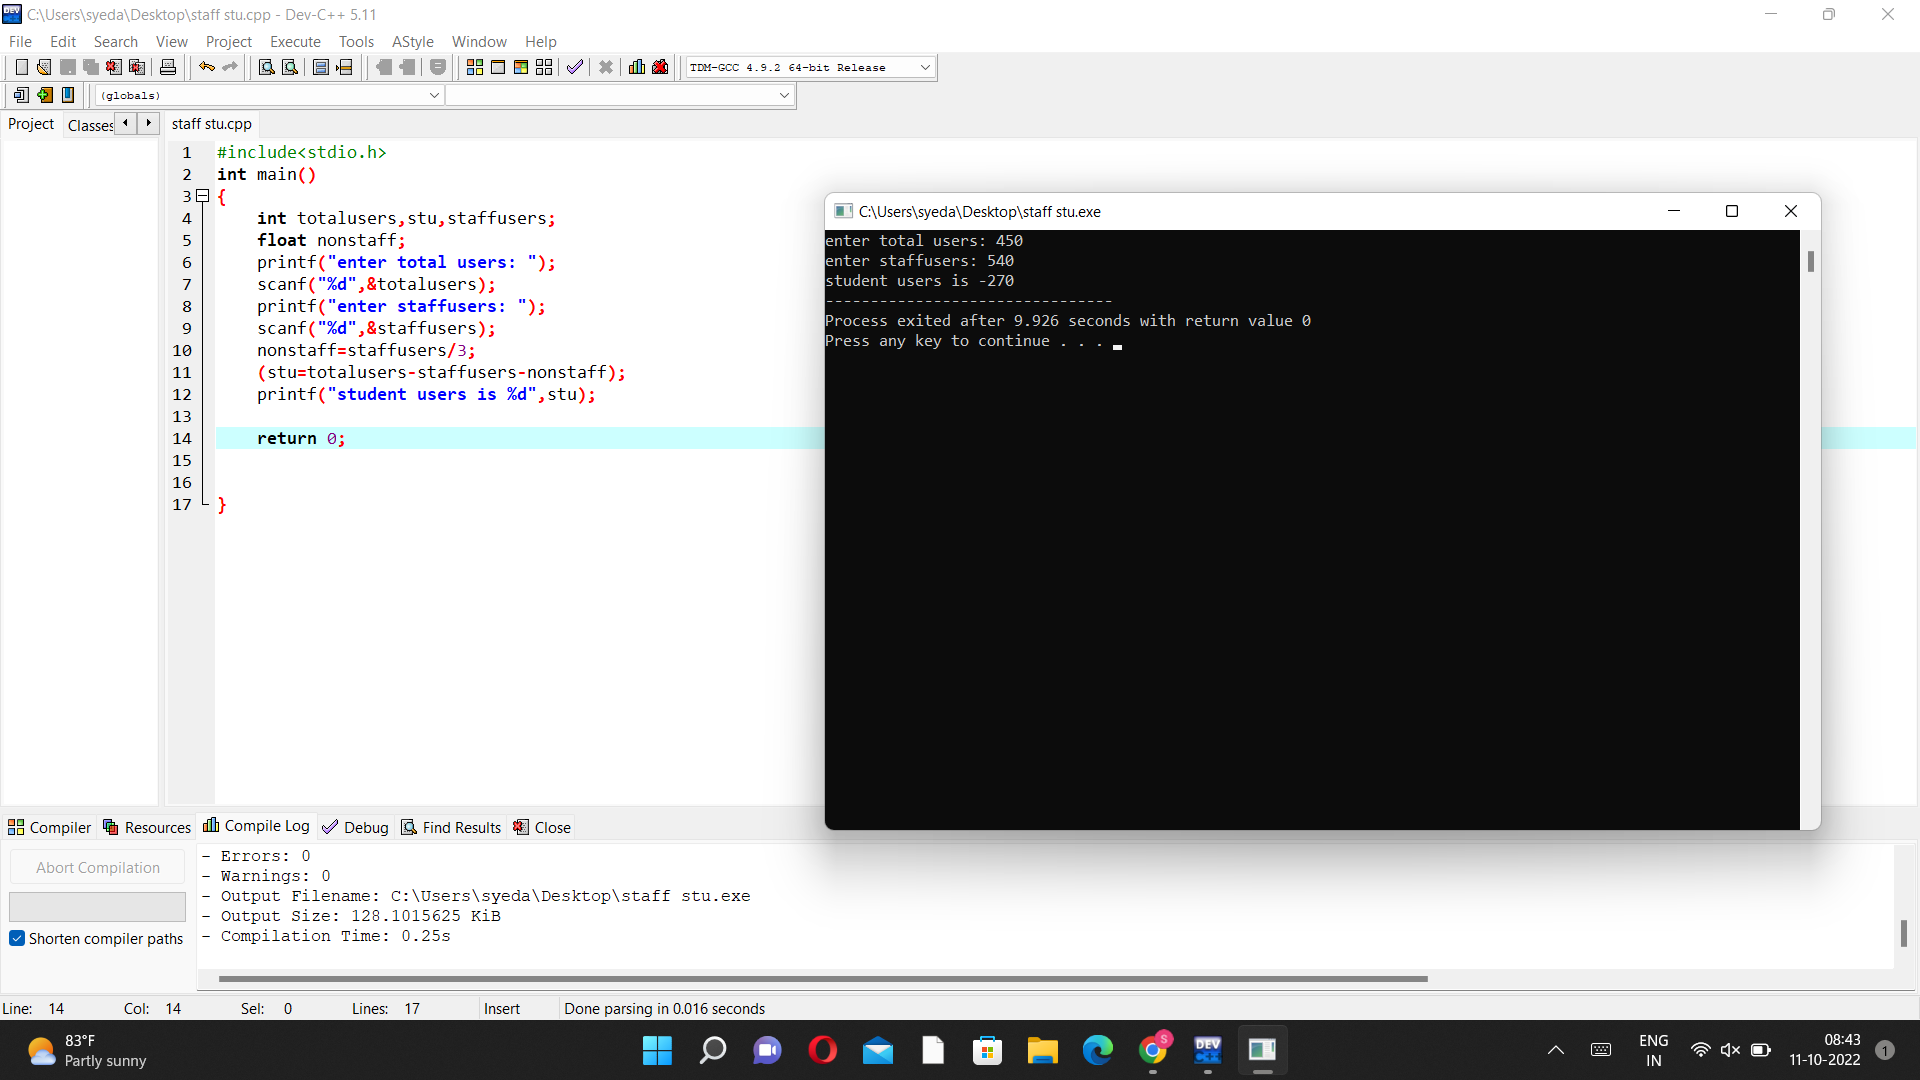 C:\Users\syeda\Desktop\staff stu.cpp - Dev-C++ 5.11
File Edit Search View Project Execute Tools AStyle Window Help
TDM-GCC 4.9.2 64-bit Release
(globals)
Project Classes staff stu.cpp
1 #include<stdio.h>
2 int main()
3 {
4 int totalusers,stu,staffusers;
5 float nonstaff;
6 printf("enter total users: ");
7 scanf("%d",&totalusers);
8 printf("enter staffusers: ");
9 scanf("%d",&staffusers);
10 nonstaff=staffusers/3;
11 (stu=totalusers-staffusers-nonstaff);
12 printf("student users is %d",stu);
13
14 return 0;
15
16
17 }
C:\Users\syeda\Desktop\staff stu.exe
enter total users: 450
enter staffusers: 540
student users is -270
--------------------------------
Process exited after 9.926 seconds with return value 0
Press any key to continue . . .
Compiler Resources Compile Log Debug Find Results Close
Abort Compilation
Shorten compiler paths
- Errors: 0
- Warnings: 0
- Output Filename: C:\Users\syeda\Desktop\staff stu.exe
- Output Size: 128.1015625 KiB
- Compilation Time: 0.25s
Line: 14 Col: 14 Sel: 0 Lines: 17 Insert Done parsing in 0.016 seconds
83°F
Partly sunny
S
DEV
C++
ENG
IN
08:43
11-10-2022
1